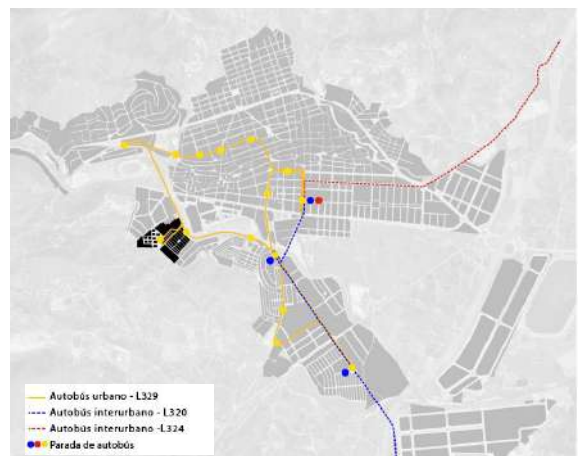 Autobús urbano - L329
Autobús interurbano - L320
Autobús interurbano -L324
Parada de autobús